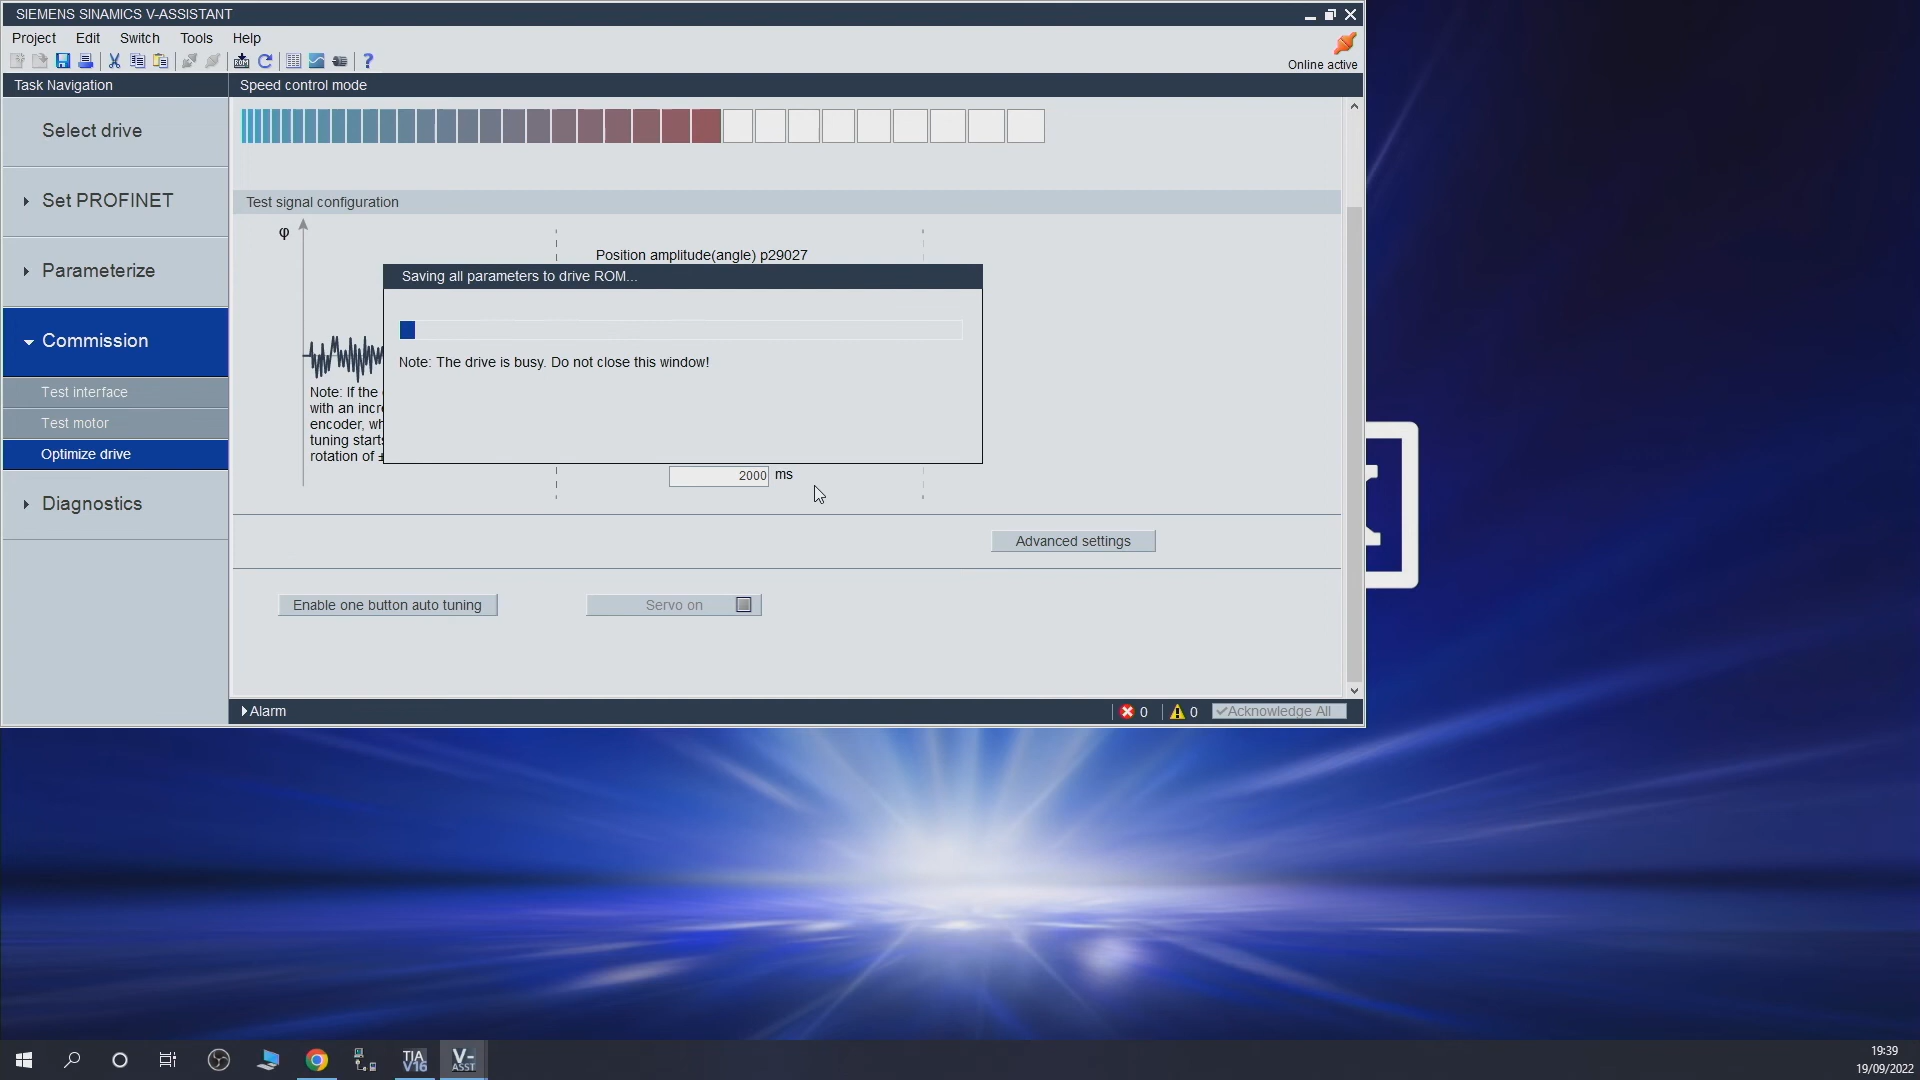 SIEMENS SINAMICS V-ASSISTANT
Project Edit Switch Tools Help
Online active
Task Navigation
Speed control mode
Select drive
Set PROFINET
Parameterize
Commission
Test interface
Test motor
Optimize drive
Diagnostics
Test signal configuration
φ
Position amplitude(angle) p29027
Saving all parameters to drive ROM...
Note: The drive is busy. Do not close this window!
Note: If the
with an incre
encoder, wh
tuning starts
rotation of ±
2000 ms
Advanced settings
Enable one button auto tuning
Servo on
Alarm
0
0
Acknowledge All
TIA
V16
V-
ASST
19:39
19/09/2022